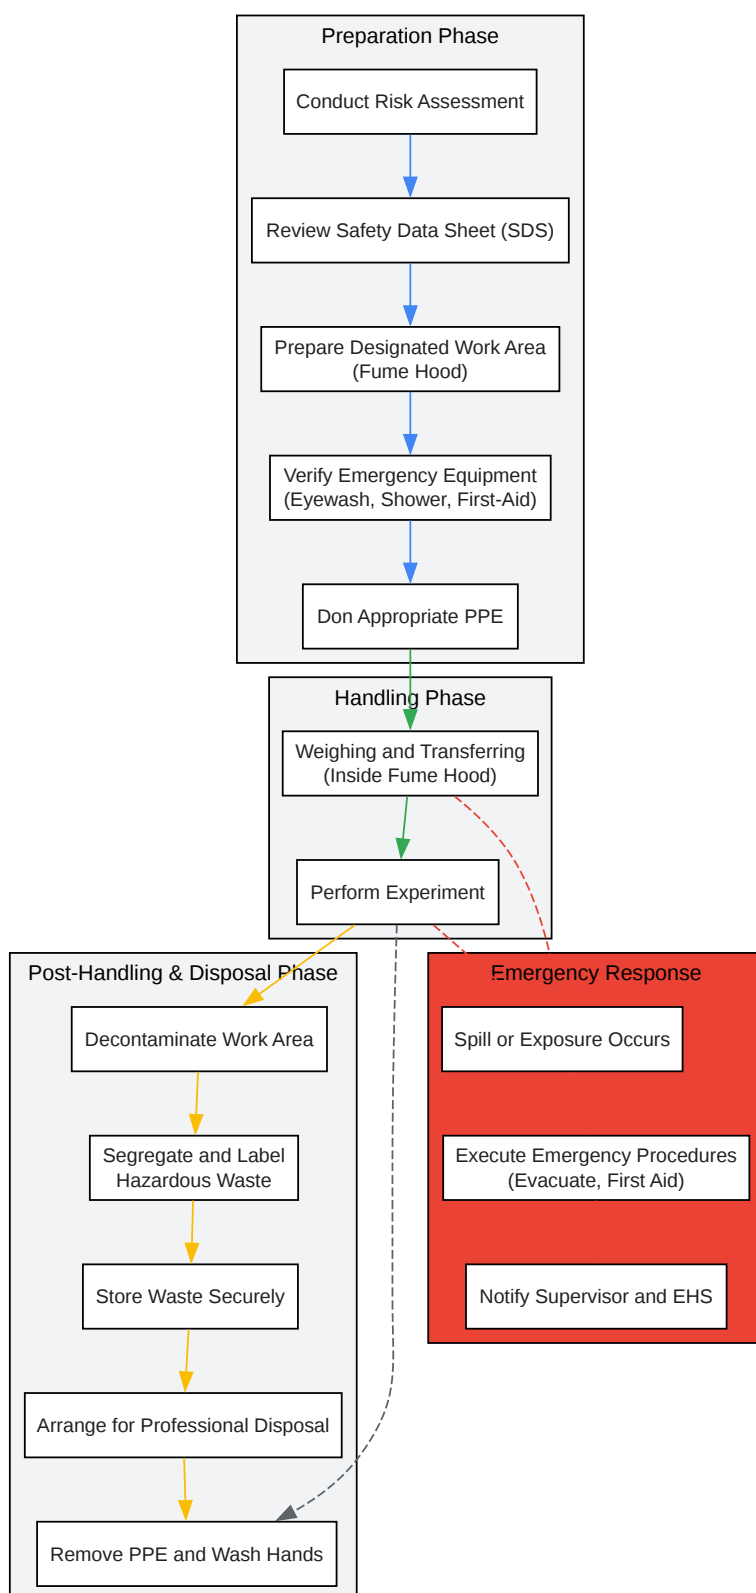 Preparation Phase
Conduct Risk Assessment
Review Safety Data Sheet (SDS)
Prepare Designated Work Area
(Fume Hood)
Verify Emergency Equipment
(Eyewash, Shower, First-Aid)
Don Appropriate PPE
Handling Phase
Weighing and Transferring
(Inside Fume Hood)
Perform Experiment
Post-Handling & Disposal Phase
Decontaminate Work Area
Segregate and Label
Hazardous Waste
Store Waste Securely
Arrange for Professional Disposal
Remove PPE and Wash Hands
Emergency Response
Spill or Exposure Occurs
Execute Emergency Procedures
(Evacuate, First Aid)
Notify Supervisor and EHS